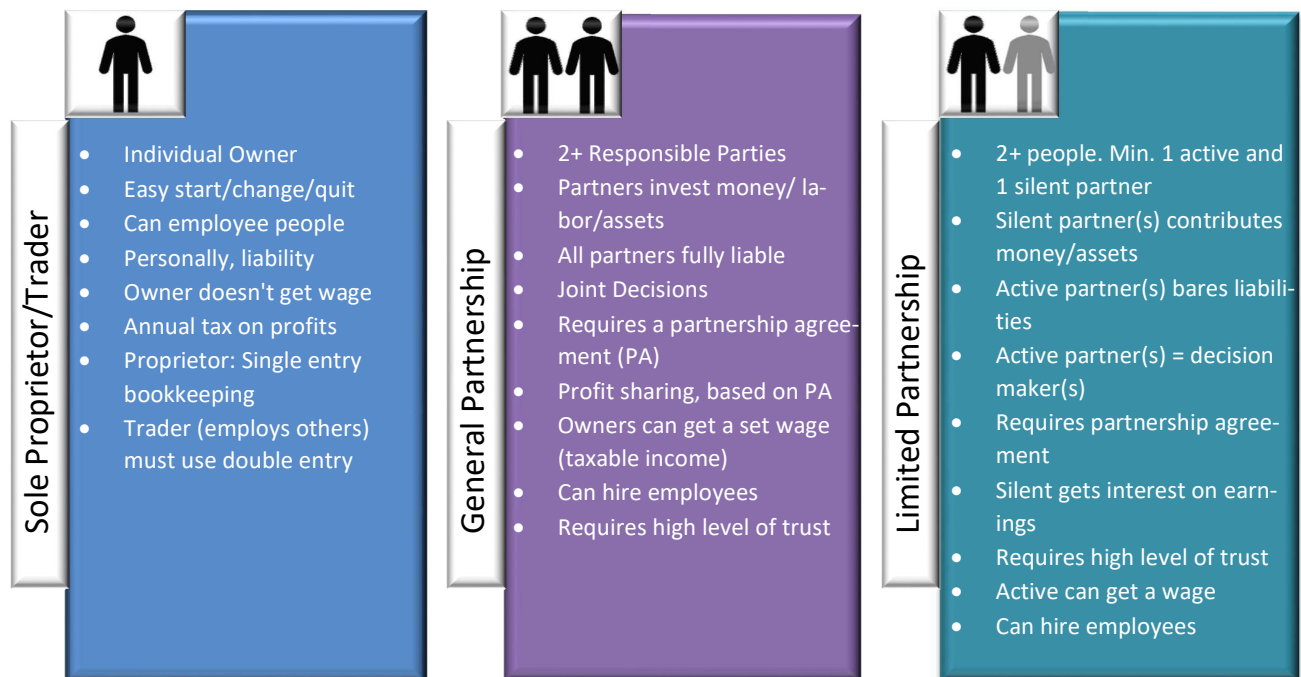 Sole Proprietor/Trader
• Individual Owner
• Easy start/change/quit
• Can employee people
• Personally, liability
• Owner doesn't get wage
• Annual tax on profits
• Proprietor: Single entry
bookkeeping
• Trader (employs others)
must use double entry
General Partnership
• 2+ Responsible Parties
• Partners invest money/ la-
bor/assets
• All partners fully liable
• Joint Decisions
• Requires a partnership agree-
ment (PA)
• Profit sharing, based on PA
• Owners can get a set wage
(taxable income)
• Can hire employees
• Requires high level of trust
Limited Partnership
• 2+ people. Min. 1 active and
1 silent partner
• Silent partner(s) contributes
money/assets
• Active partner(s) bares liabili-
ties
• Active partner(s) = decision
maker(s)
• Requires partnership agree-
ment
• Silent gets interest on earn-
ings
• Requires high level of trust
• Active can get a wage
• Can hire employees